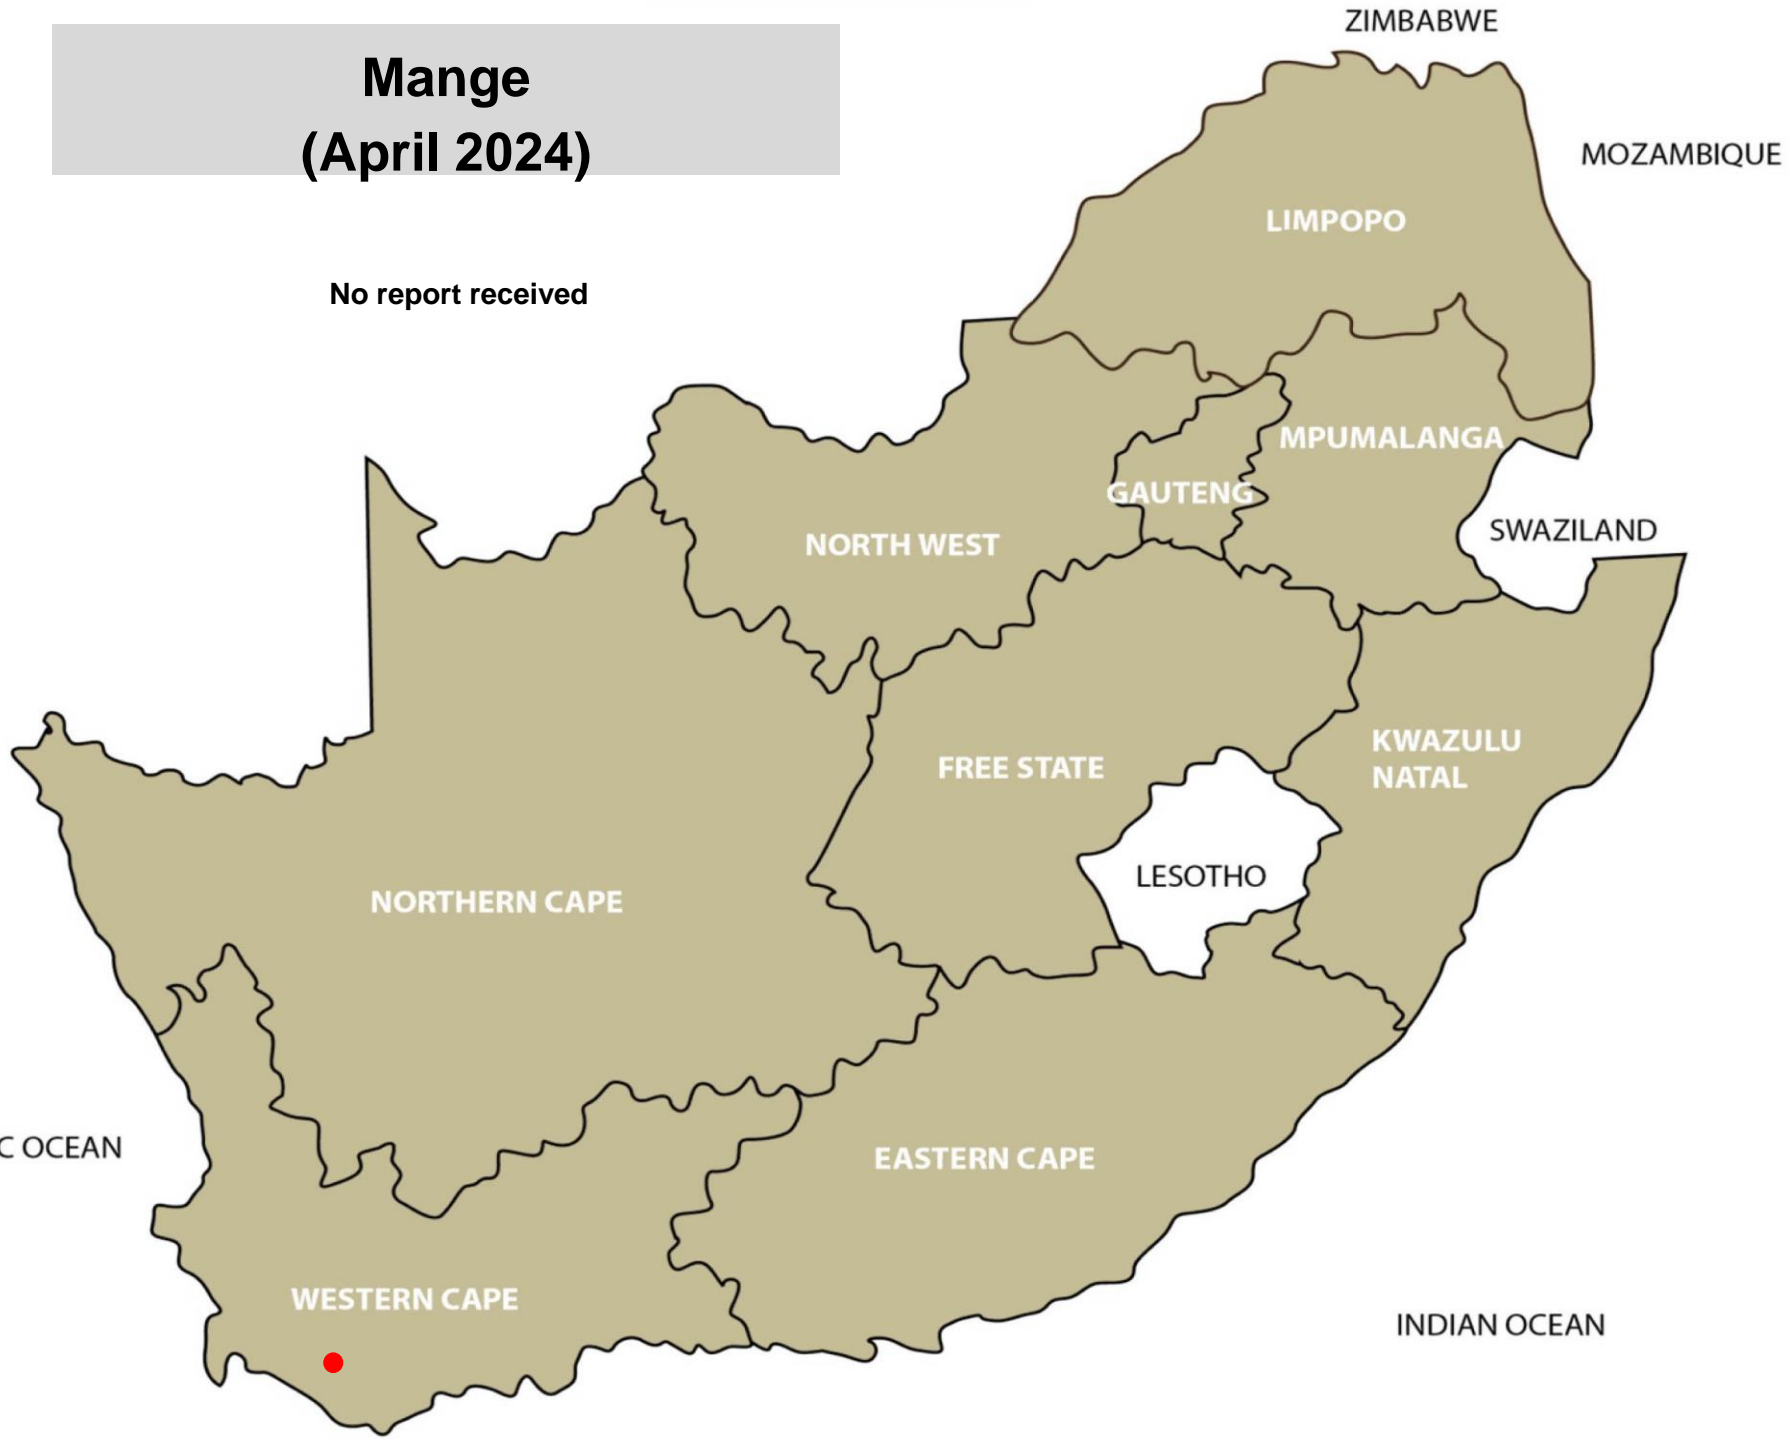 Mange
(April 2024)
No report received
ZIMBABWE
MOZAMBIQUE
LIMPOPO
MPUMALANGA
GAUTENG
NORTH WEST
SWAZILAND
KWAZULU
NATAL
FREE STATE
LESOTHO
NORTHERN CAPE
C OCEAN
EASTERN CAPE
WESTERN CAPE
INDIAN OCEAN